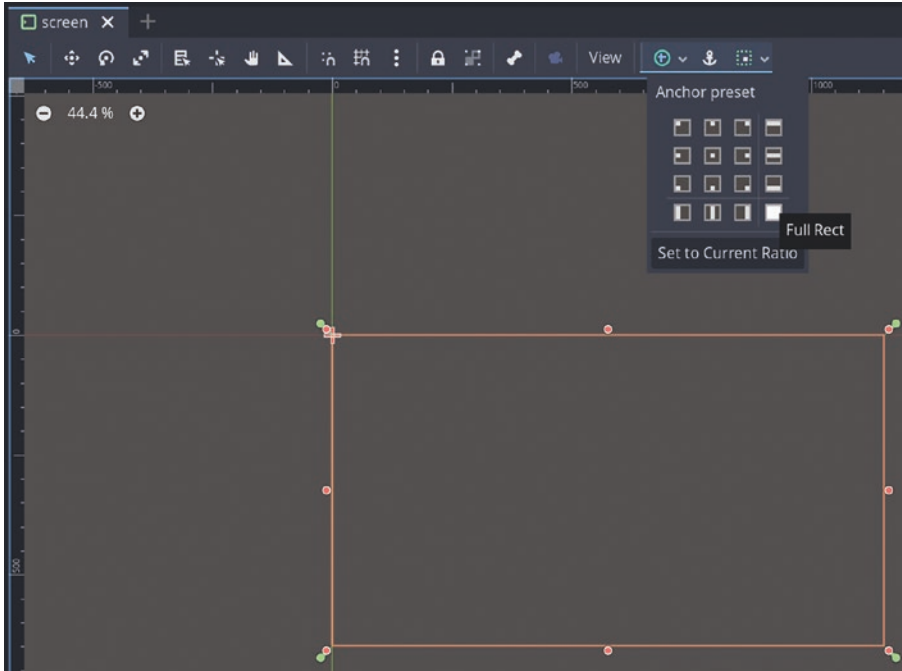 screen
View
-500
0
500
1000
Anchor preset
44.4 %
Full Rect
Set to Current Ratio
0
500